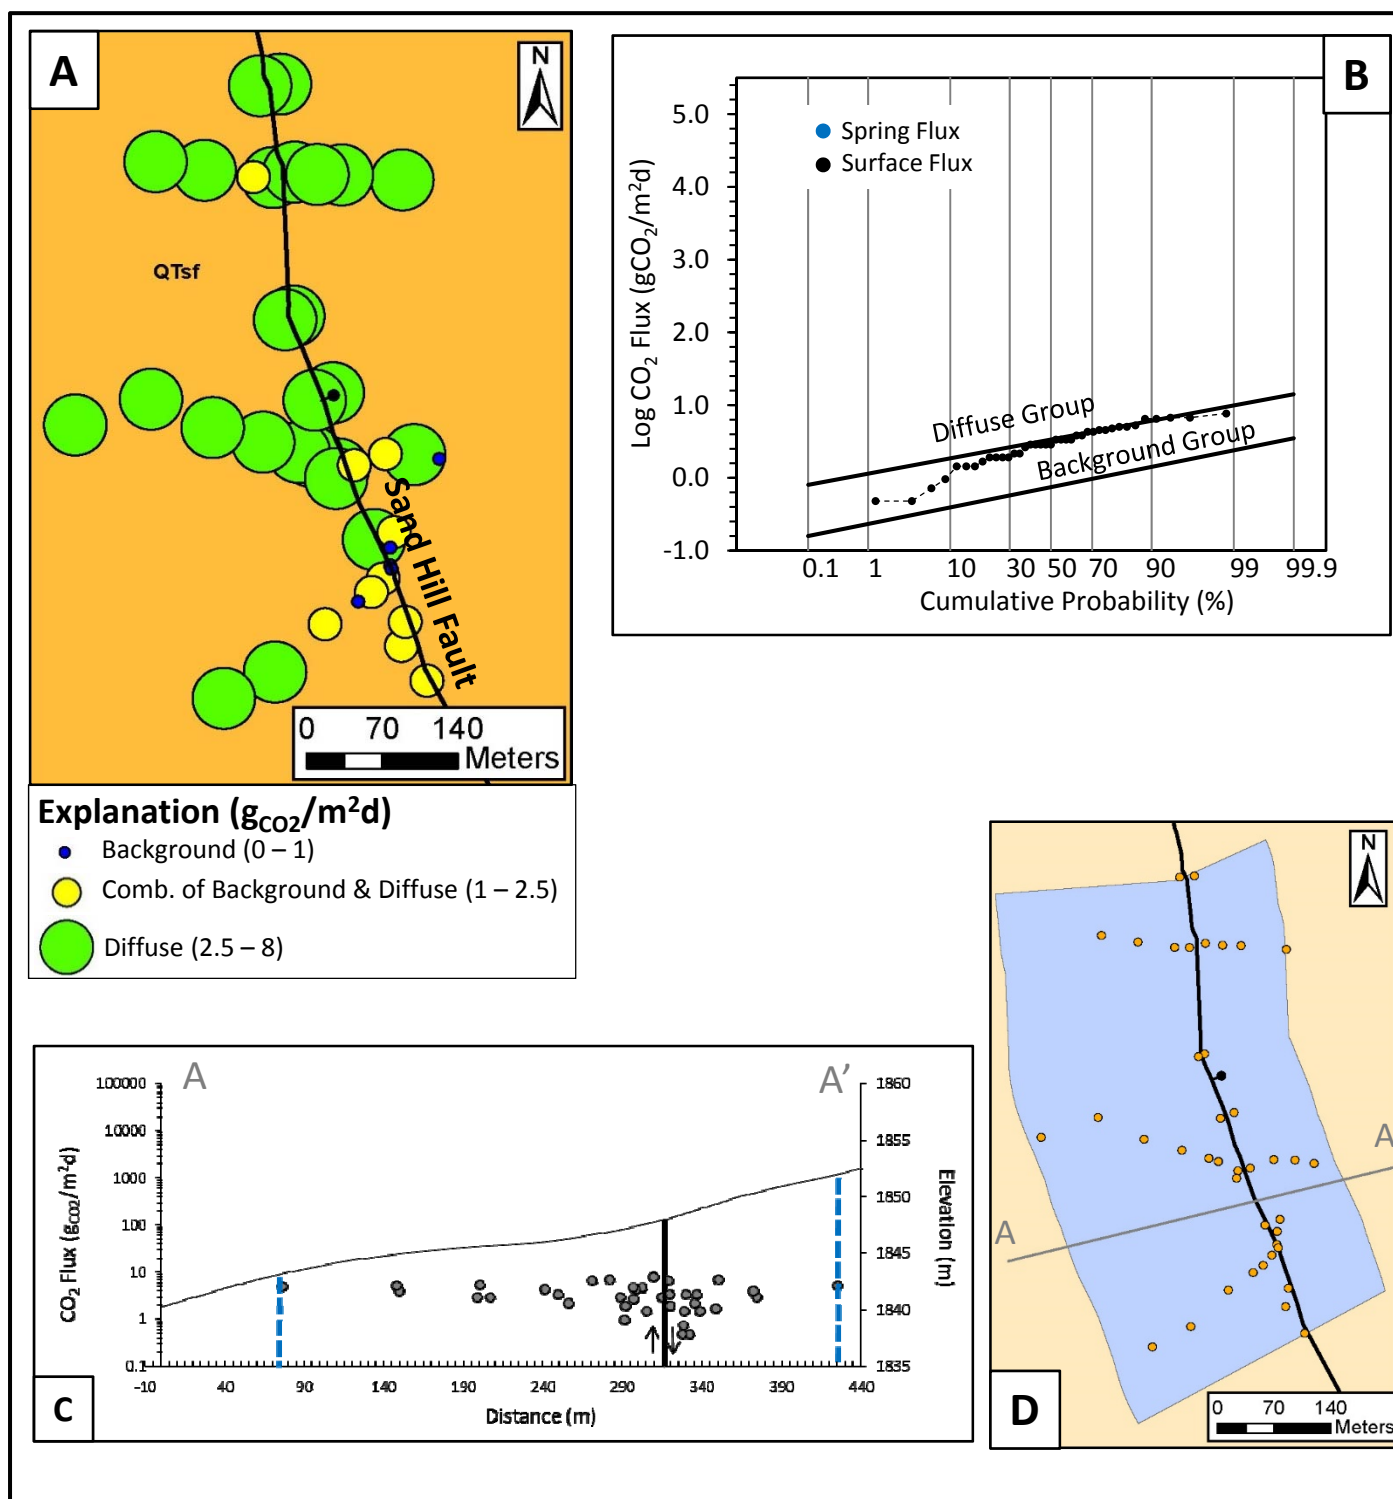 A
N
QTsf
Sand Hill Fault
0 70 140
Meters
Explanation (gCO2/m²d)
Background (0 – 1)
Comb. of Background & Diffuse (1 – 2.5)
Diffuse (2.5 – 8)
B
Log CO₂ Flux (gCO₂/m²d)
5.0
4.0
3.0
2.0
1.0
0.0
-1.0
Spring Flux
Surface Flux
Diffuse Group
Background Group
0.1 1 10 30 50 70 90 99 99.9
Cumulative Probability (%)
C
A
A'
CO₂ Flux (gCO2/m²d)
100000
10000
1000
100
10
1
0.1
1860
1855
1850
1845
1840
1835
Elevation (m)
-10 40 90 140 190 240 290 340 390 440
Distance (m)
D
N
A
A
0 70 140
Meters